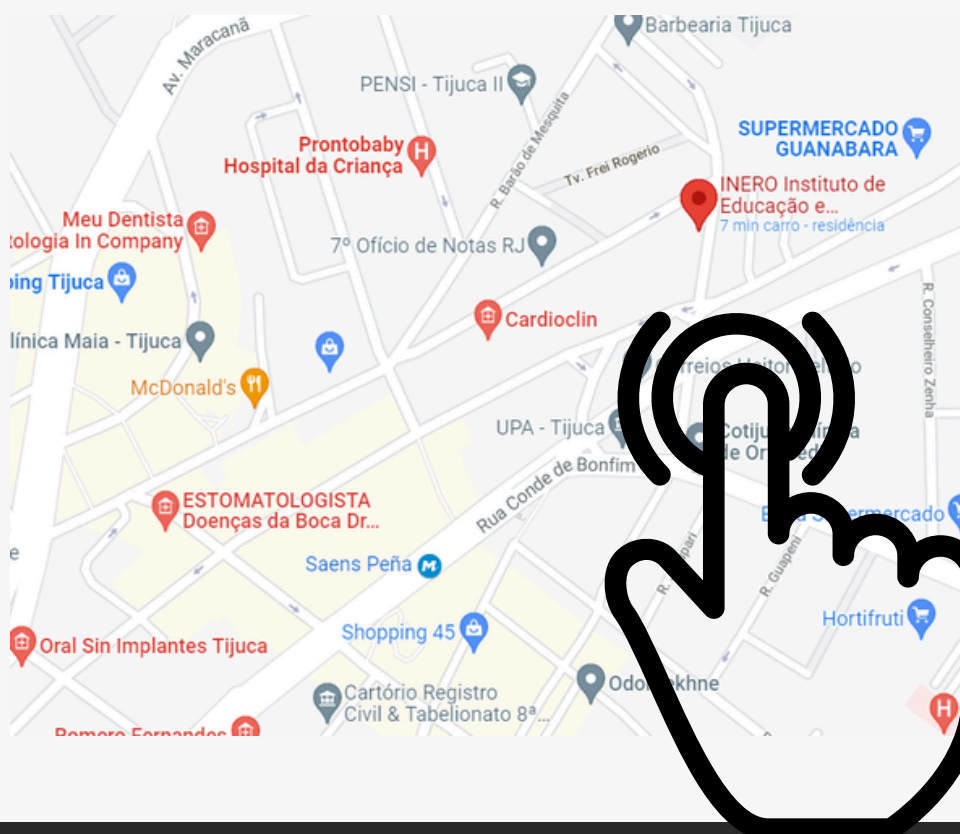 Barbearia Tijuca
Av. Maracanã
PENSI - Tijuca II
R. Barão de Mesquita
SUPERMERCADO
GUANABARA
Prontobaby
Hospital da Criança
Tv. Frei Rogerio
INERO Instituto de
Educação e...
7 min carro - residência
Meu Dentista
tologia In Company
7º Ofício de Notas RJ
ping Tijuca
R. Conselheiro Zenha
Cardioclin
línica Maia - Tijuca
McDonald's
UPA - Tijuca
Rua Conde de Bonfim
ESTOMATOLOGISTA
Doenças da Boca Dr...
e
Saens Peña
R. Guapeni
Hortifruti
Shopping 45
Oral Sin Implantes Tijuca
Cartório Registro
Civil & Tabelionato 8ª...
Romero Fernandes